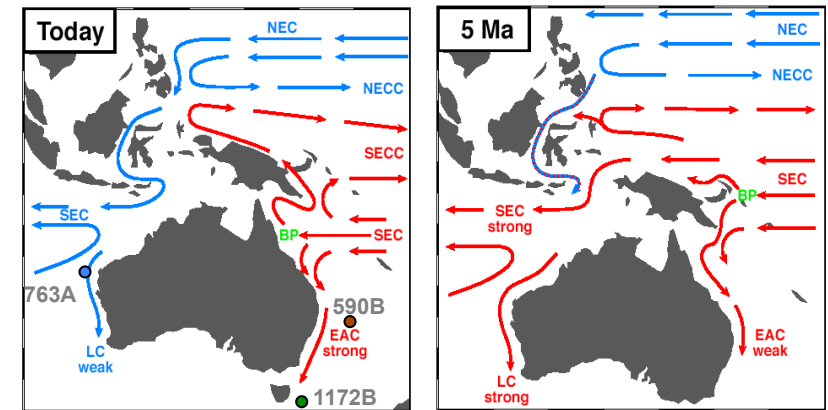 Today
NEC
NECC
SECC
SEC
BP
SEC
763A
590B
EAC
strong
LC
weak
1172B
5 Ma
NEC
NECC
SEC
BP
SEC
strong
EAC
weak
LC
strong